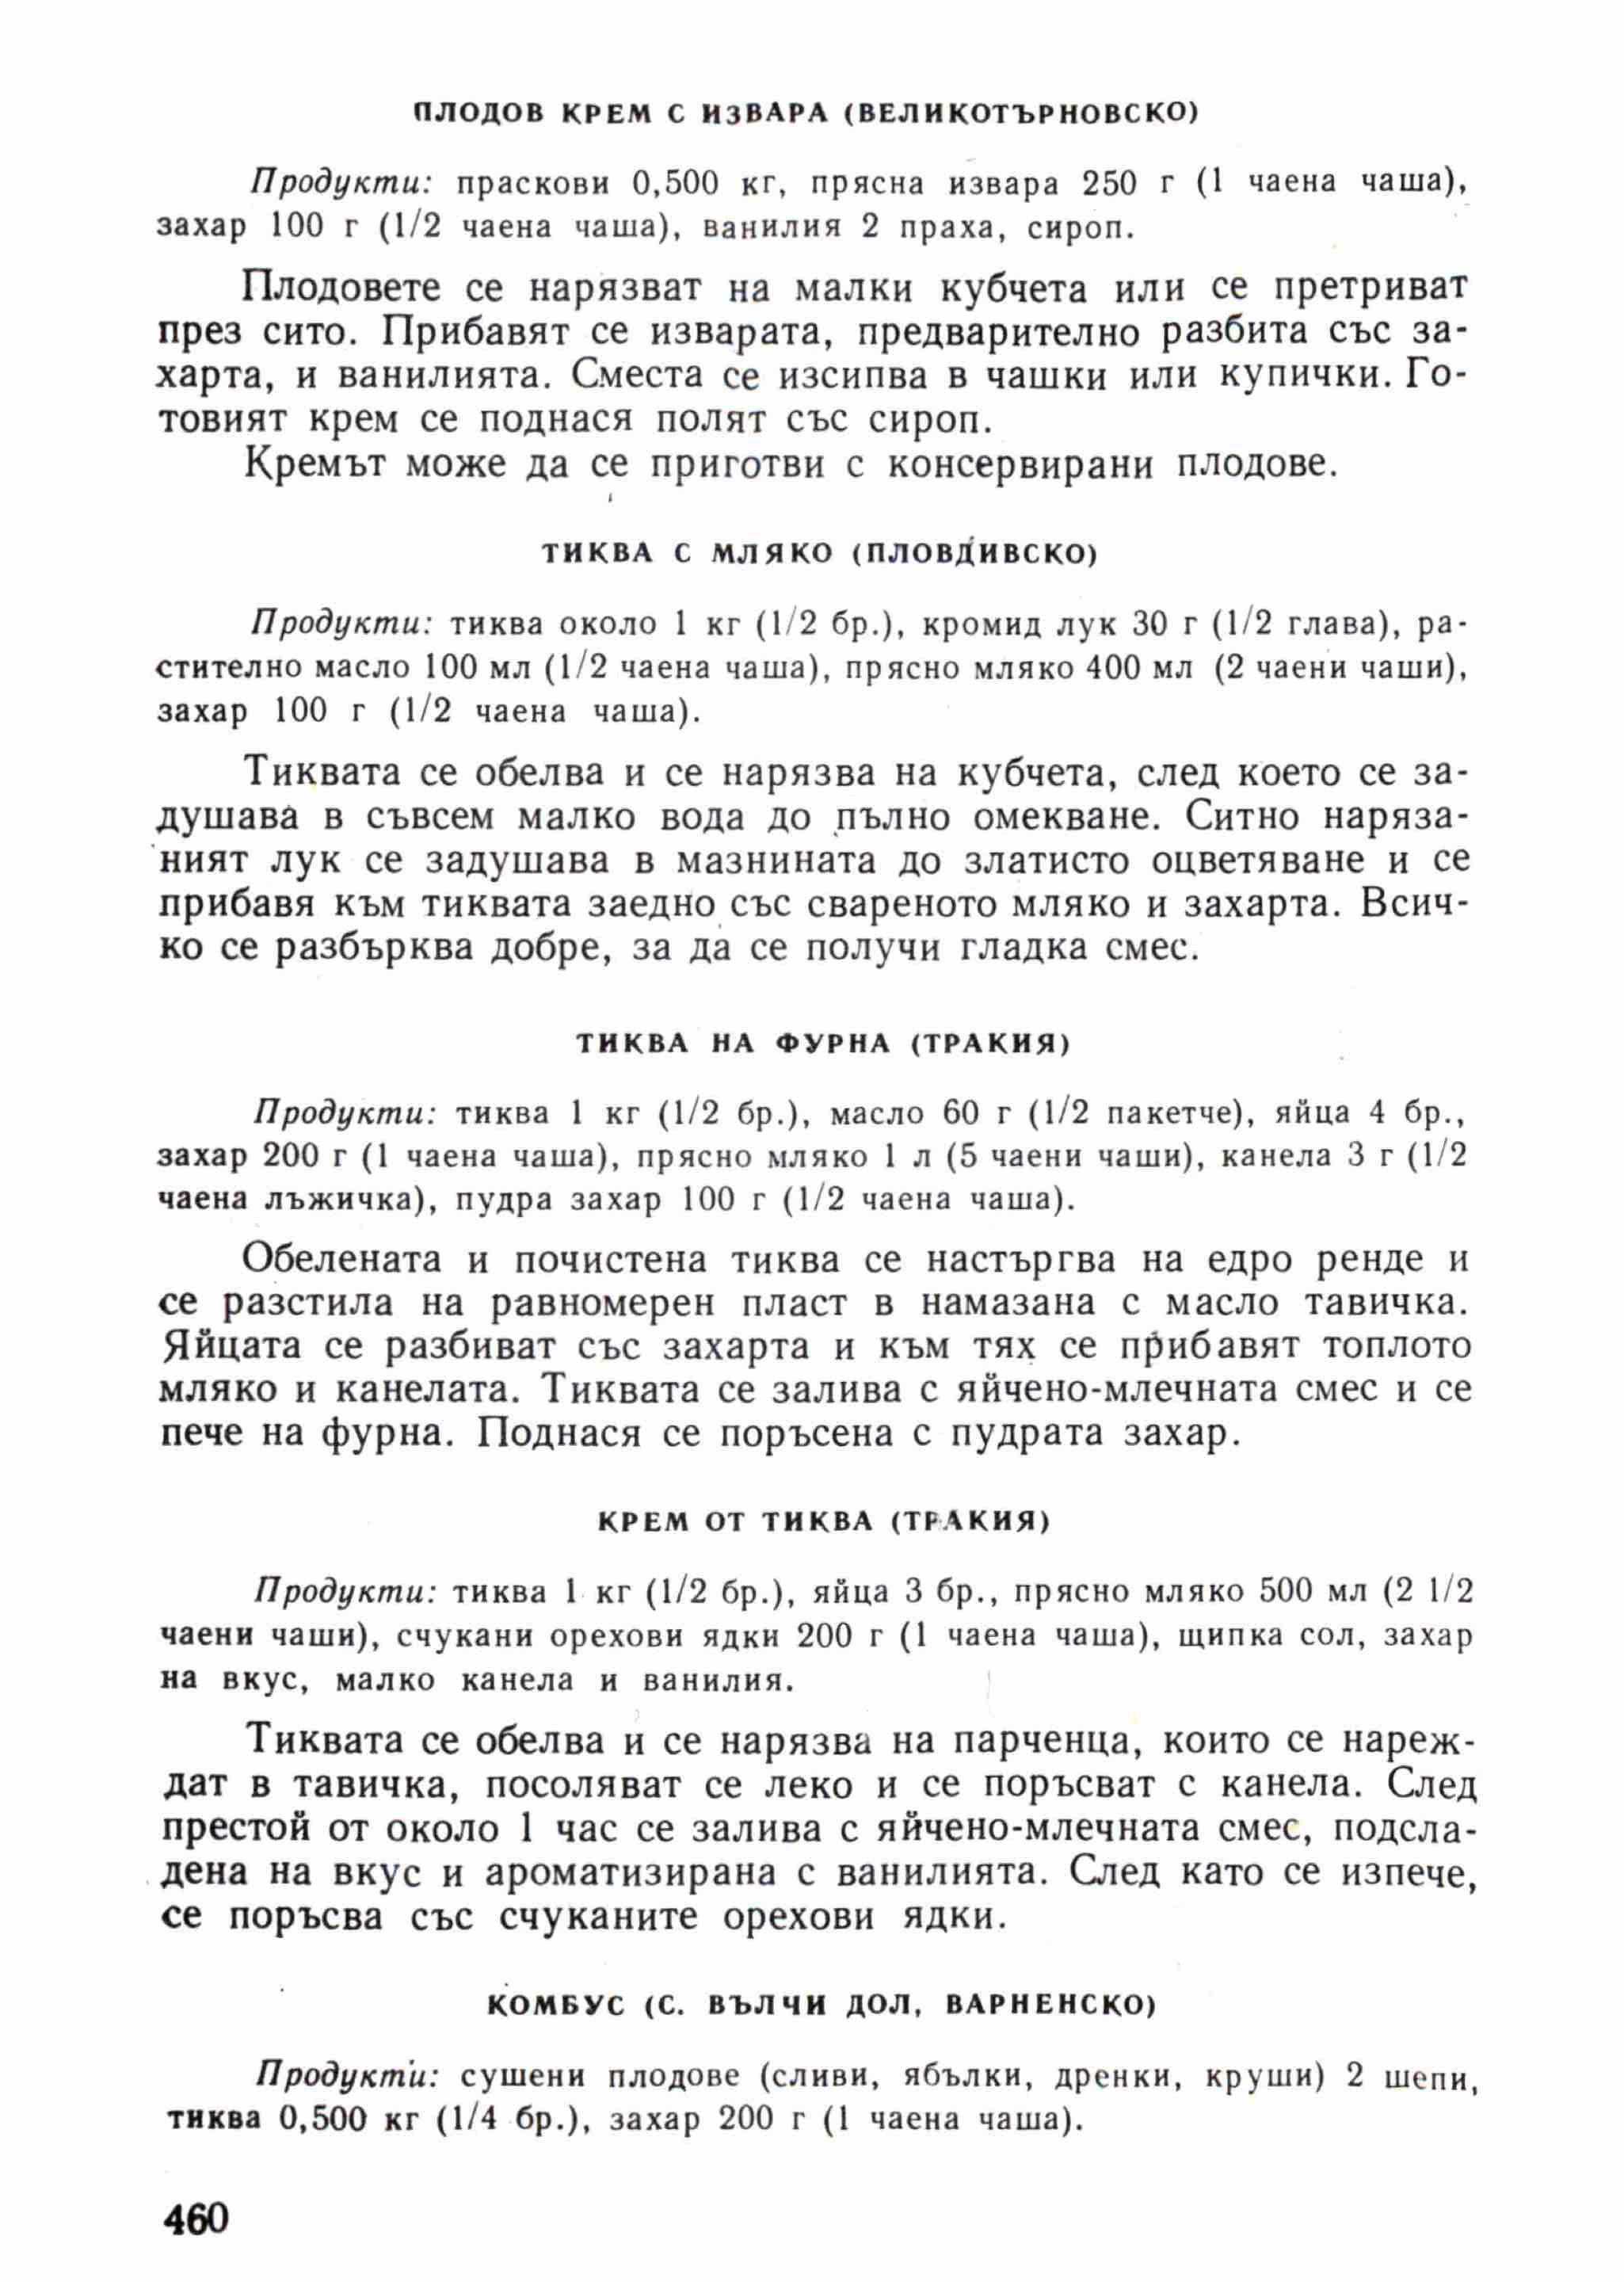 ПЛОДОВ КРЕМ С ИЗВАРА (ВЕЛИКОТЪРНОВСКО)
Продукти: праскови 0,500 кг, прясна извара 250 г (1 чаена чаша),
захар 100 г (1/2 чаена чаша), ванилия 2 праха, сироп.
Плодовете се нарязват на малки кубчета или се претриват
през сито. Прибавят се изварата, предварително разбита със за-
харта, и ванилията. Сместа се изсипва в чашки или купички. Го-
товият крем се поднася полят със сироп.
Кремът може да се приготви с консервирани плодове.
ТИКВА С МЛЯКО (ПЛОВДИВСКО)
Продукти: тиква около 1 кг (1/2 бр.), кромид лук 30 г (1/2 глава), ра-
стително масло 100 мл (1/2 чаена чаша), прясно мляко 400 мл (2 чаени чаши),
захар 100 г (1/2 чаена чаша).
Тиквата се обелва и се нарязва на кубчета, след което се за-
душава в съвсем малко вода до пълно омекване. Ситно наряза-
ният лук се задушава в мазнината до златисто оцветяване и се
прибавя към тиквата заедно със свареното мляко и захарта. Всич-
ко се разбърква добре, за да се получи гладка смес.
ТИКВА НА ФУРНА (ТРАКИЯ)
Продукти: тиква 1 кг (1/2 бр.), масло 60 г (1/2 пакетче), яйца 4 бр.,
захар 200 г (1 чаена чаша), прясно мляко 1 л (5 чаени чаши), канела 3 г (1/2
чаена лъжичка), пудра захар 100 г (1/2 чаена чаша).
Обелената и почистена тиква се настъргва на едро ренде и
се разстила на равномерен пласт в намазана с масло тавичка.
Яйцата се разбиват със захарта и към тях се прибавят топлото
мляко и канелата. Тиквата се залива с яйчено-млечната смес и се
пече на фурна. Поднася се поръсена с пудрата захар.
КРЕМ ОТ ТИКВА (ТРАКИЯ)
Продукти: тиква 1 кг (1/2 бр.), яйца 3 бр., прясно мляко 500 мл (2 1/2
чаени чаши), счукани орехови ядки 200 г (1 чаена чаша), щипка сол, захар
на вкус, малко канела и ванилия.
Тиквата се обелва и се нарязва на парченца, които се нареж-
дат в тавичка, посоляват се леко и се поръсват с канела. След
престой от около 1 час се залива с яйчено-млечната смес, подсла-
дена на вкус и ароматизирана с ванилията. След като се изпече,
се поръсва със счуканите орехови ядки.
КОМБУС (С. ВЪЛЧИ ДОЛ, ВАРНЕНСКО)
Продукти: сушени плодове (сливи, ябълки, дренки, круши) 2 шепи,
тиква 0,500 кг (1/4 бр.), захар 200 г (1 чаена чаша).
460